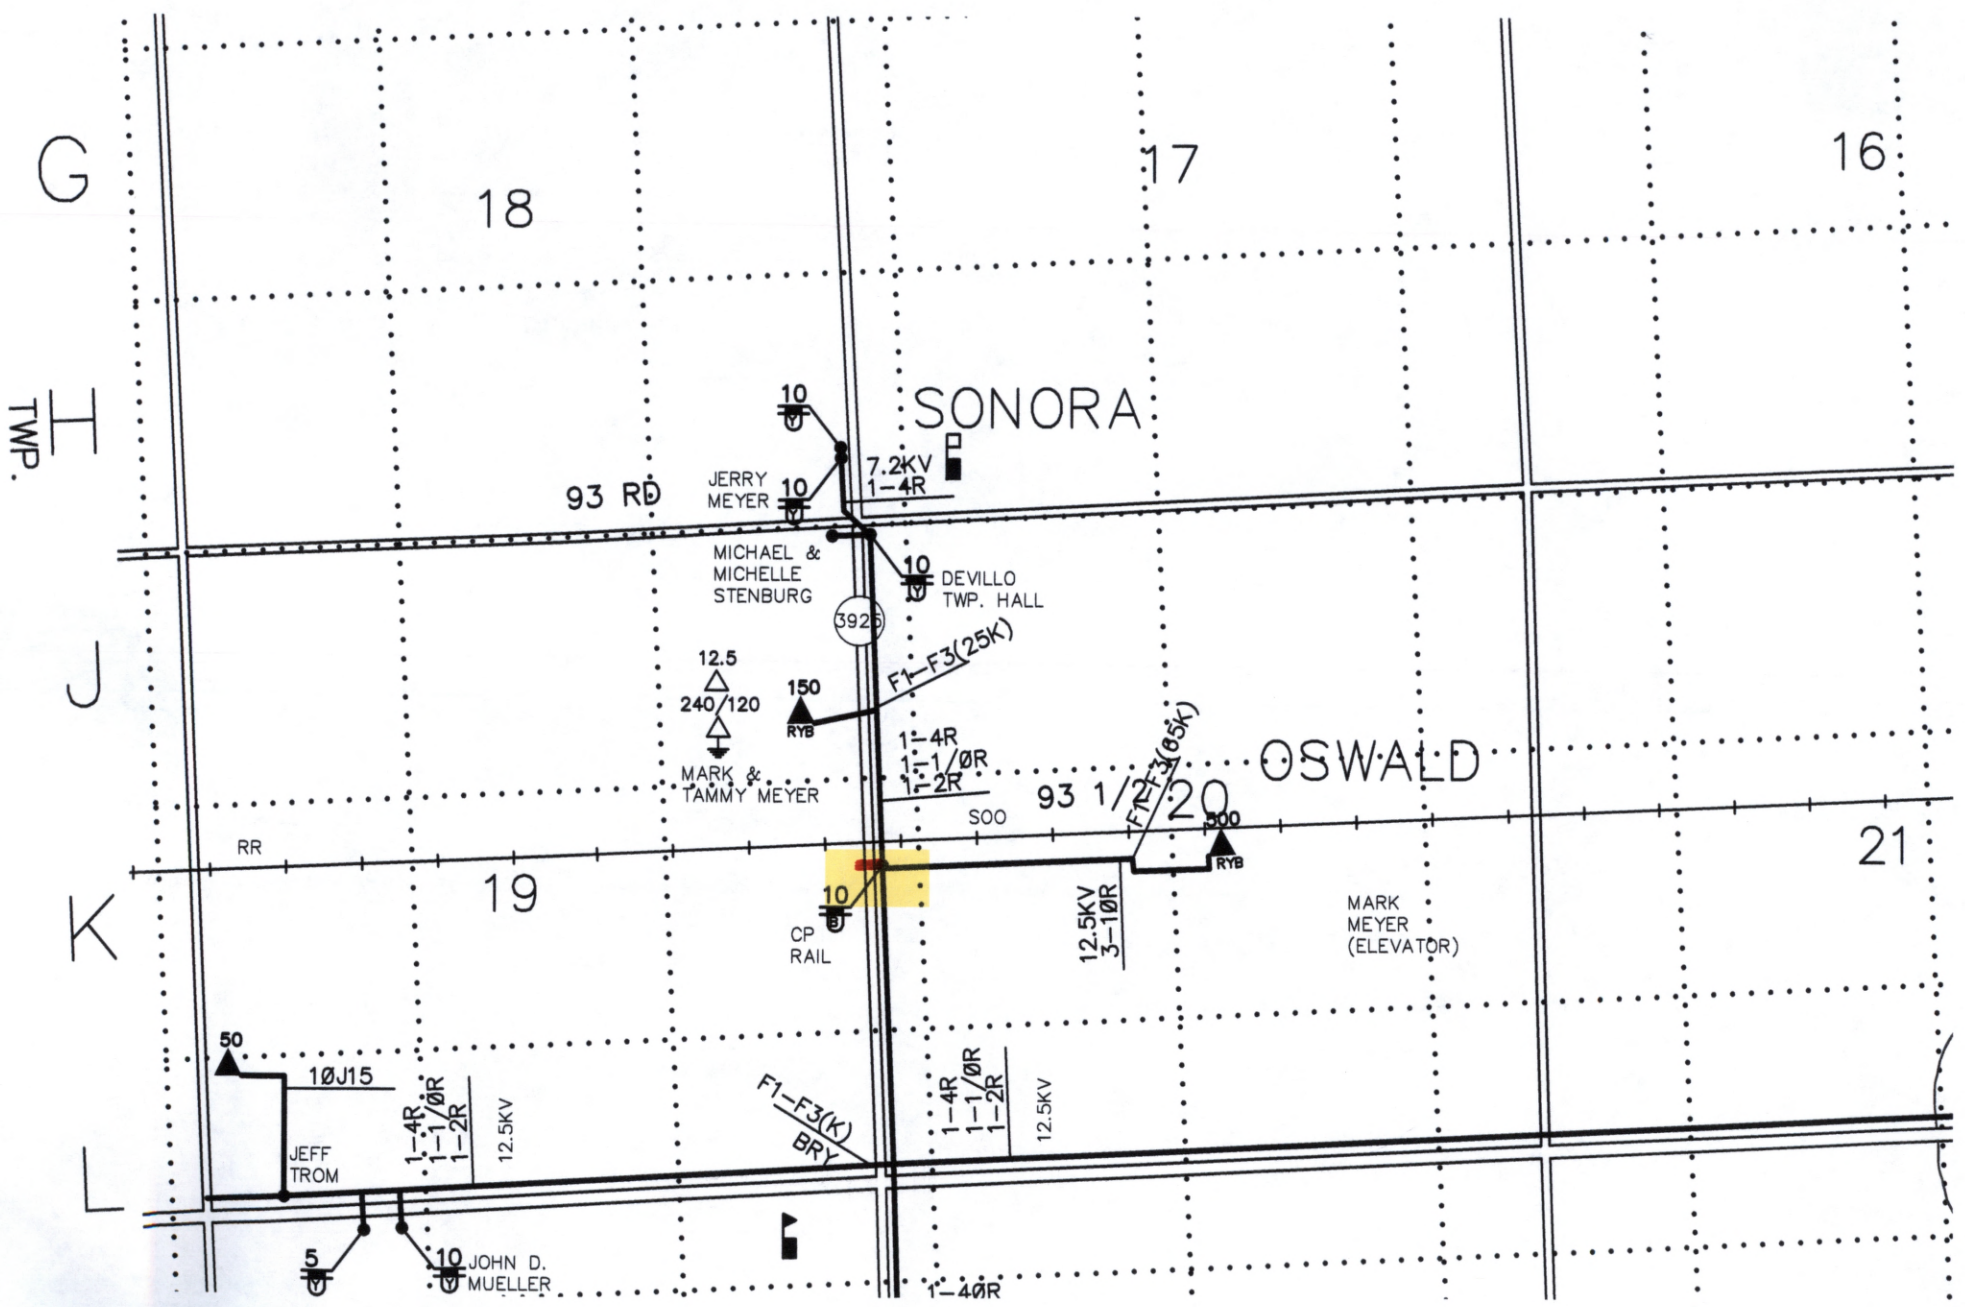 G
18
17
16
H
TWP.
SONORA
10
Y
7.2KV
1-4R
JERRY
MEYER
10
Y
93 RD
MICHAEL &
MICHELLE
STENBURG
10
Y
DEVILLO
TWP. HALL
3925
F1-F3(25K)
J
12.5
240/120
150
RYB
MARK &
TAMMY MEYER
1-4R
1-1/ØR
1-2R
F1-F3(65K)
OSWALD
93 1/2
20
SOO
500
RYB
RR
21
K
19
10
B
CP
RAIL
12.5KV
3-1ØR
MARK
MEYER
(ELEVATOR)
50
1ØJ15
1-4R
1-1/ØR
1-2R
12.5KV
F1-F3(K)
BRY
1-4R
1-1/ØR
1-2R
12.5KV
L
JEFF
TROM
5
Y
10
Y
JOHN D.
MUELLER
1-4ØR